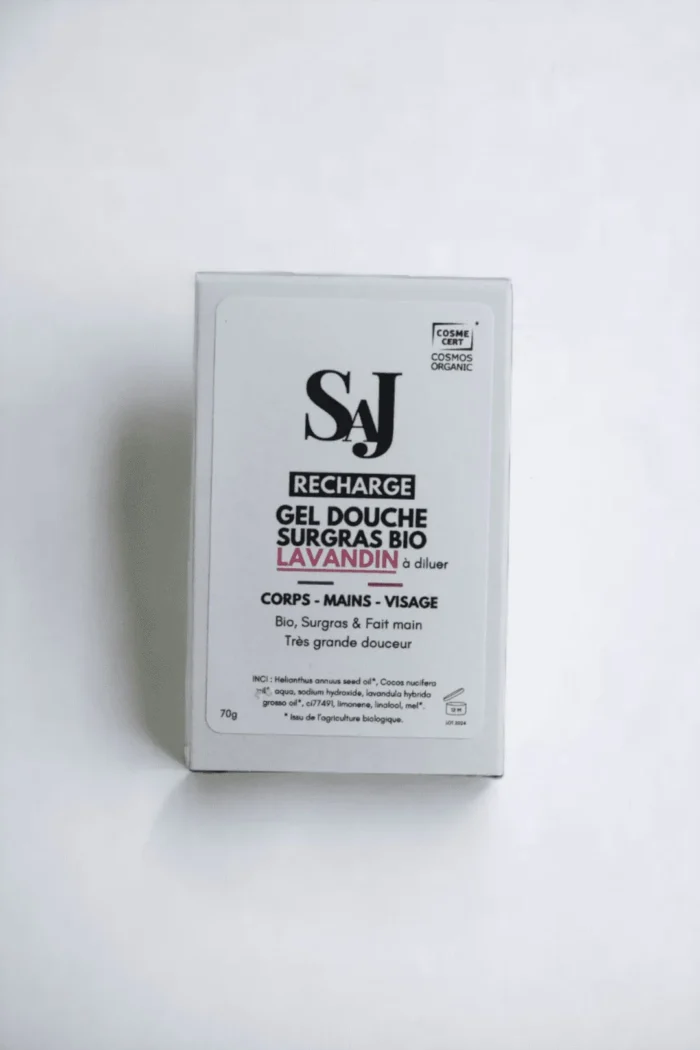 COSME
CERT
COSMOS
ORGANIC
SAJ
RECHARGE
GEL DOUCHE
SURGRAS BIO
LAVANDIN à diluer
CORPS - MAINS - VISAGE
Bio, Surgras & Fait main
Très grande douceur
INCI : Helianthus annuus seed oil*, Cocos nucifera
oil*, aqua, sodium hydroxide, lavandula hybrida
grosso oil*, ci77491, limonene, linalool, mel*.
* Issu de l'agriculture biologique.
70g
12 M
LOT 2024